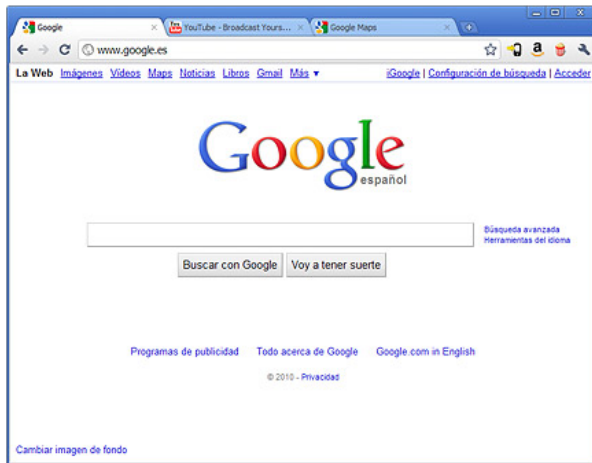 Google
YouTube - Broadcast Yours...
Google Maps
www.google.es
La Web Imágenes Vídeos Maps Noticias Libros Gmail Más ▼
iGoogle | Configuración de búsqueda | Acceder
Google
español
Búsqueda avanzada
Herramientas del idioma
Buscar con Google Voy a tener suerte
Programas de publicidad Todo acerca de Google Google.com in English
© 2010 - Privacidad
Cambiar imagen de fondo